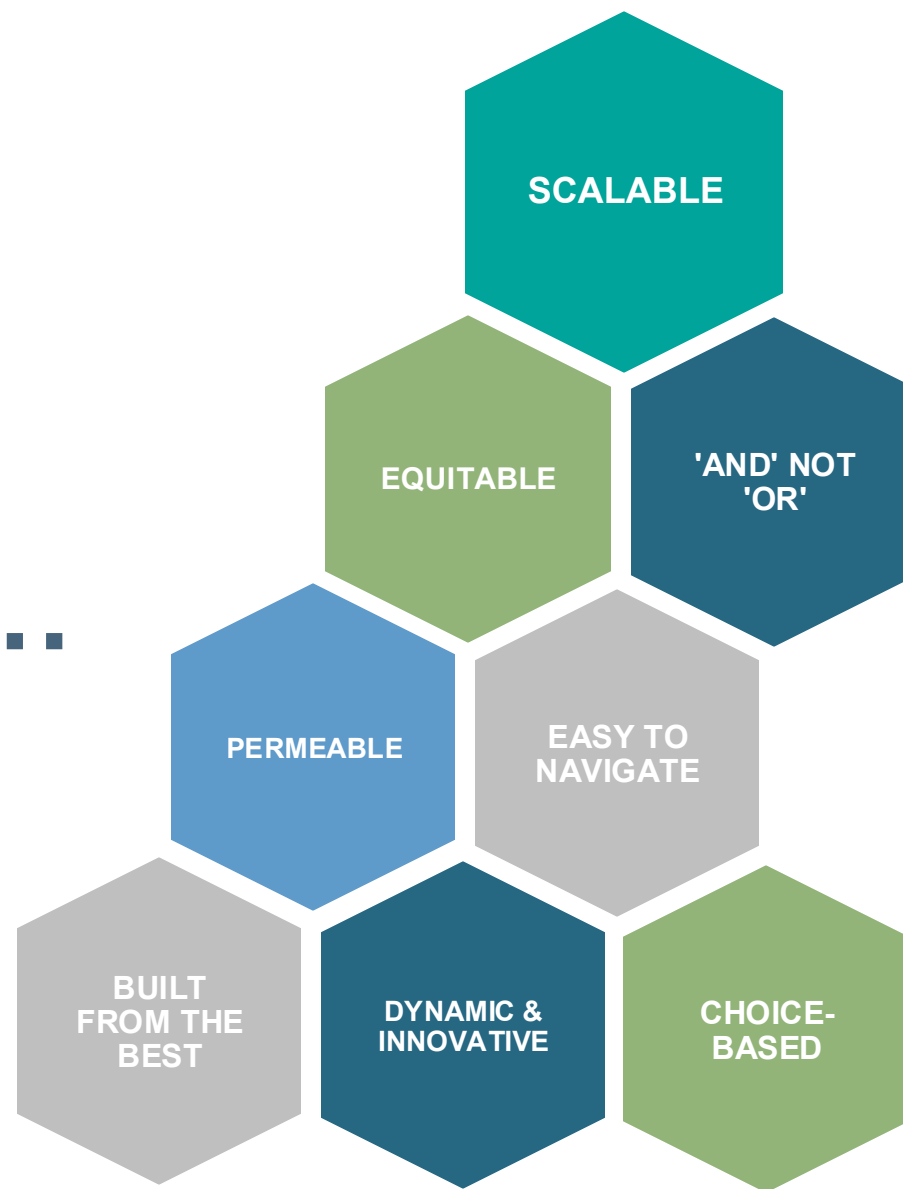 SCALABLE
EQUITABLE
'AND' NOT
'OR'
PERMEABLE
EASY TO
NAVIGATE
BUILT
FROM THE
BEST
DYNAMIC &
INNOVATIVE
CHOICE-
BASED